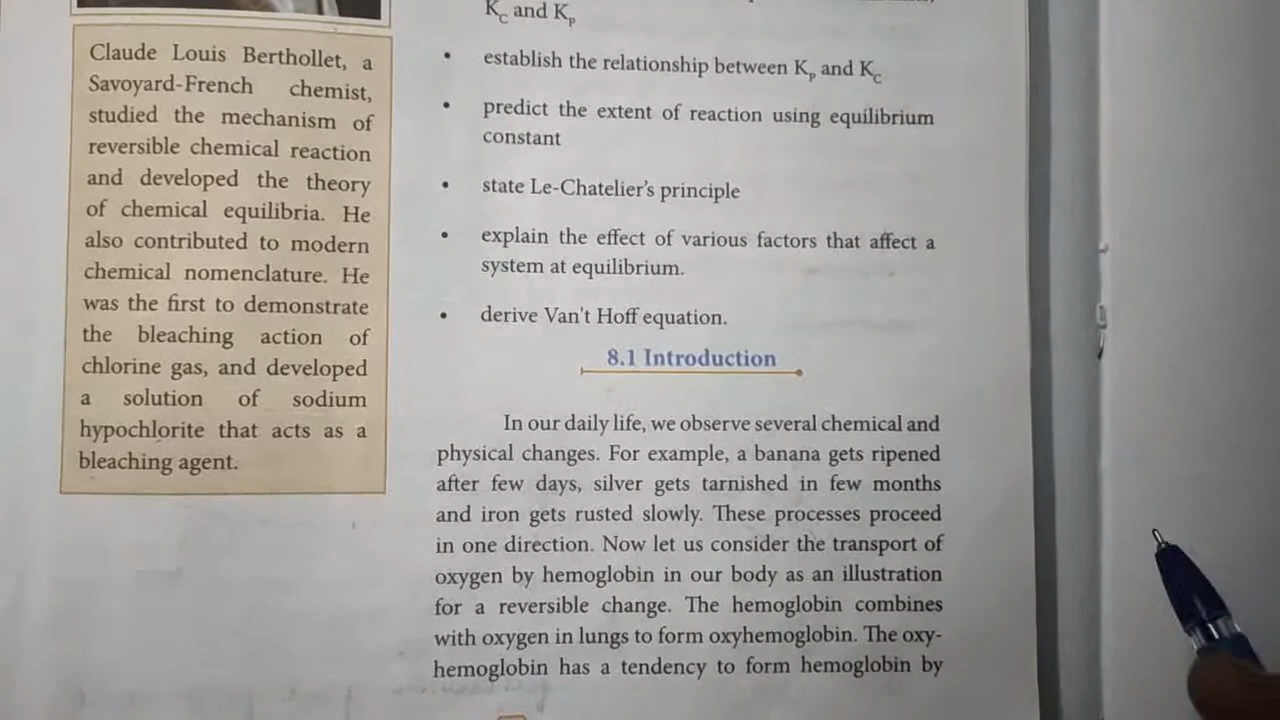 Claude Louis Berthollet, a
Savoyard-French chemist,
studied the mechanism of
reversible chemical reaction
and developed the theory
of chemical equilibria. He
also contributed to modern
chemical nomenclature. He
was the first to demonstrate
the bleaching action of
chlorine gas, and developed
a solution of sodium
hypochlorite that acts as a
bleaching agent.
K_C and K_p
• establish the relationship between K_p and K_C
• predict the extent of reaction using equilibrium
constant
• state Le-Chatelier's principle
• explain the effect of various factors that affect a
system at equilibrium.
• derive Van't Hoff equation.
8.1 Introduction
In our daily life, we observe several chemical and
physical changes. For example, a banana gets ripened
after few days, silver gets tarnished in few months
and iron gets rusted slowly. These processes proceed
in one direction. Now let us consider the transport of
oxygen by hemoglobin in our body as an illustration
for a reversible change. The hemoglobin combines
with oxygen in lungs to form oxyhemoglobin. The oxy-
hemoglobin has a tendency to form hemoglobin by